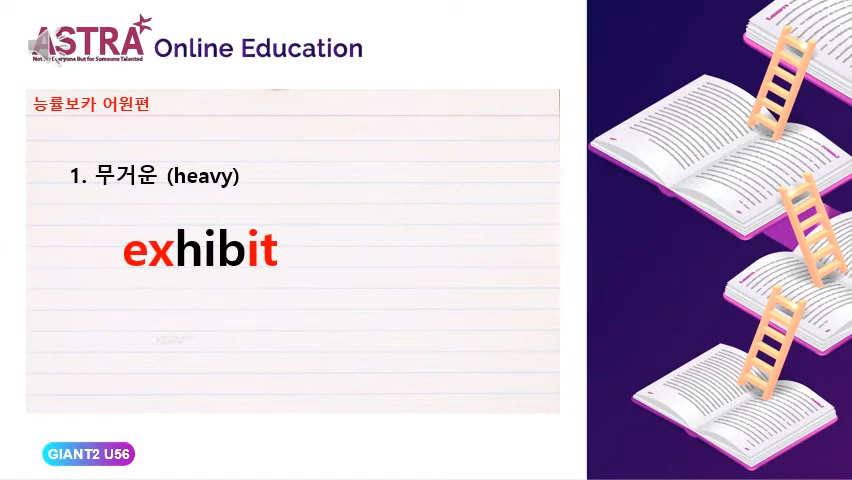 ASTRA
Online Education
Not for Everyone But for Someone Talented
능률보카 어원편
1. 무거운 (heavy)
exhibit
GIANT2 U56